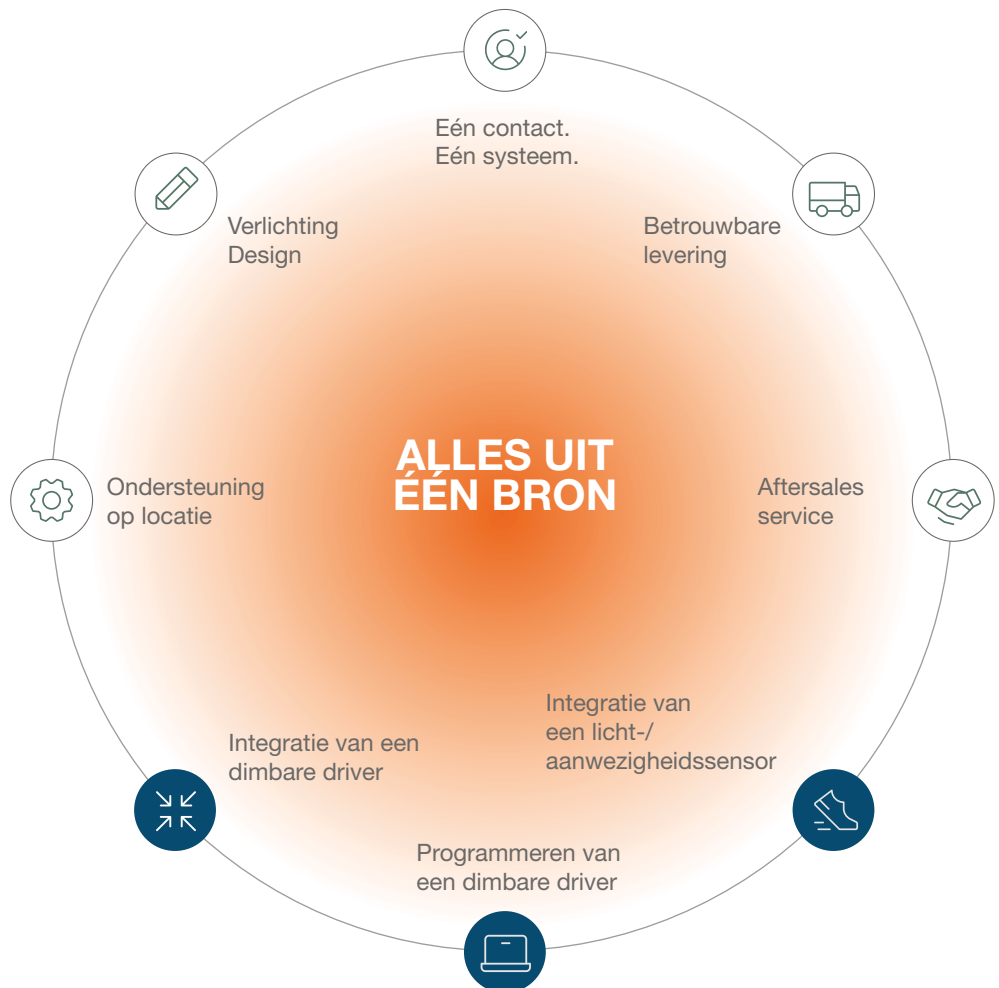 Eén contact.
Eén systeem.
Verlichting
Design
Betrouwbare
levering
ALLES UIT
ÉÉN BRON
Ondersteuning
op locatie
Aftersales
service
Integratie van
een licht-/
aanwezigheidssensor
Integratie van een
dimbare driver
Programmeren van
een dimbare driver